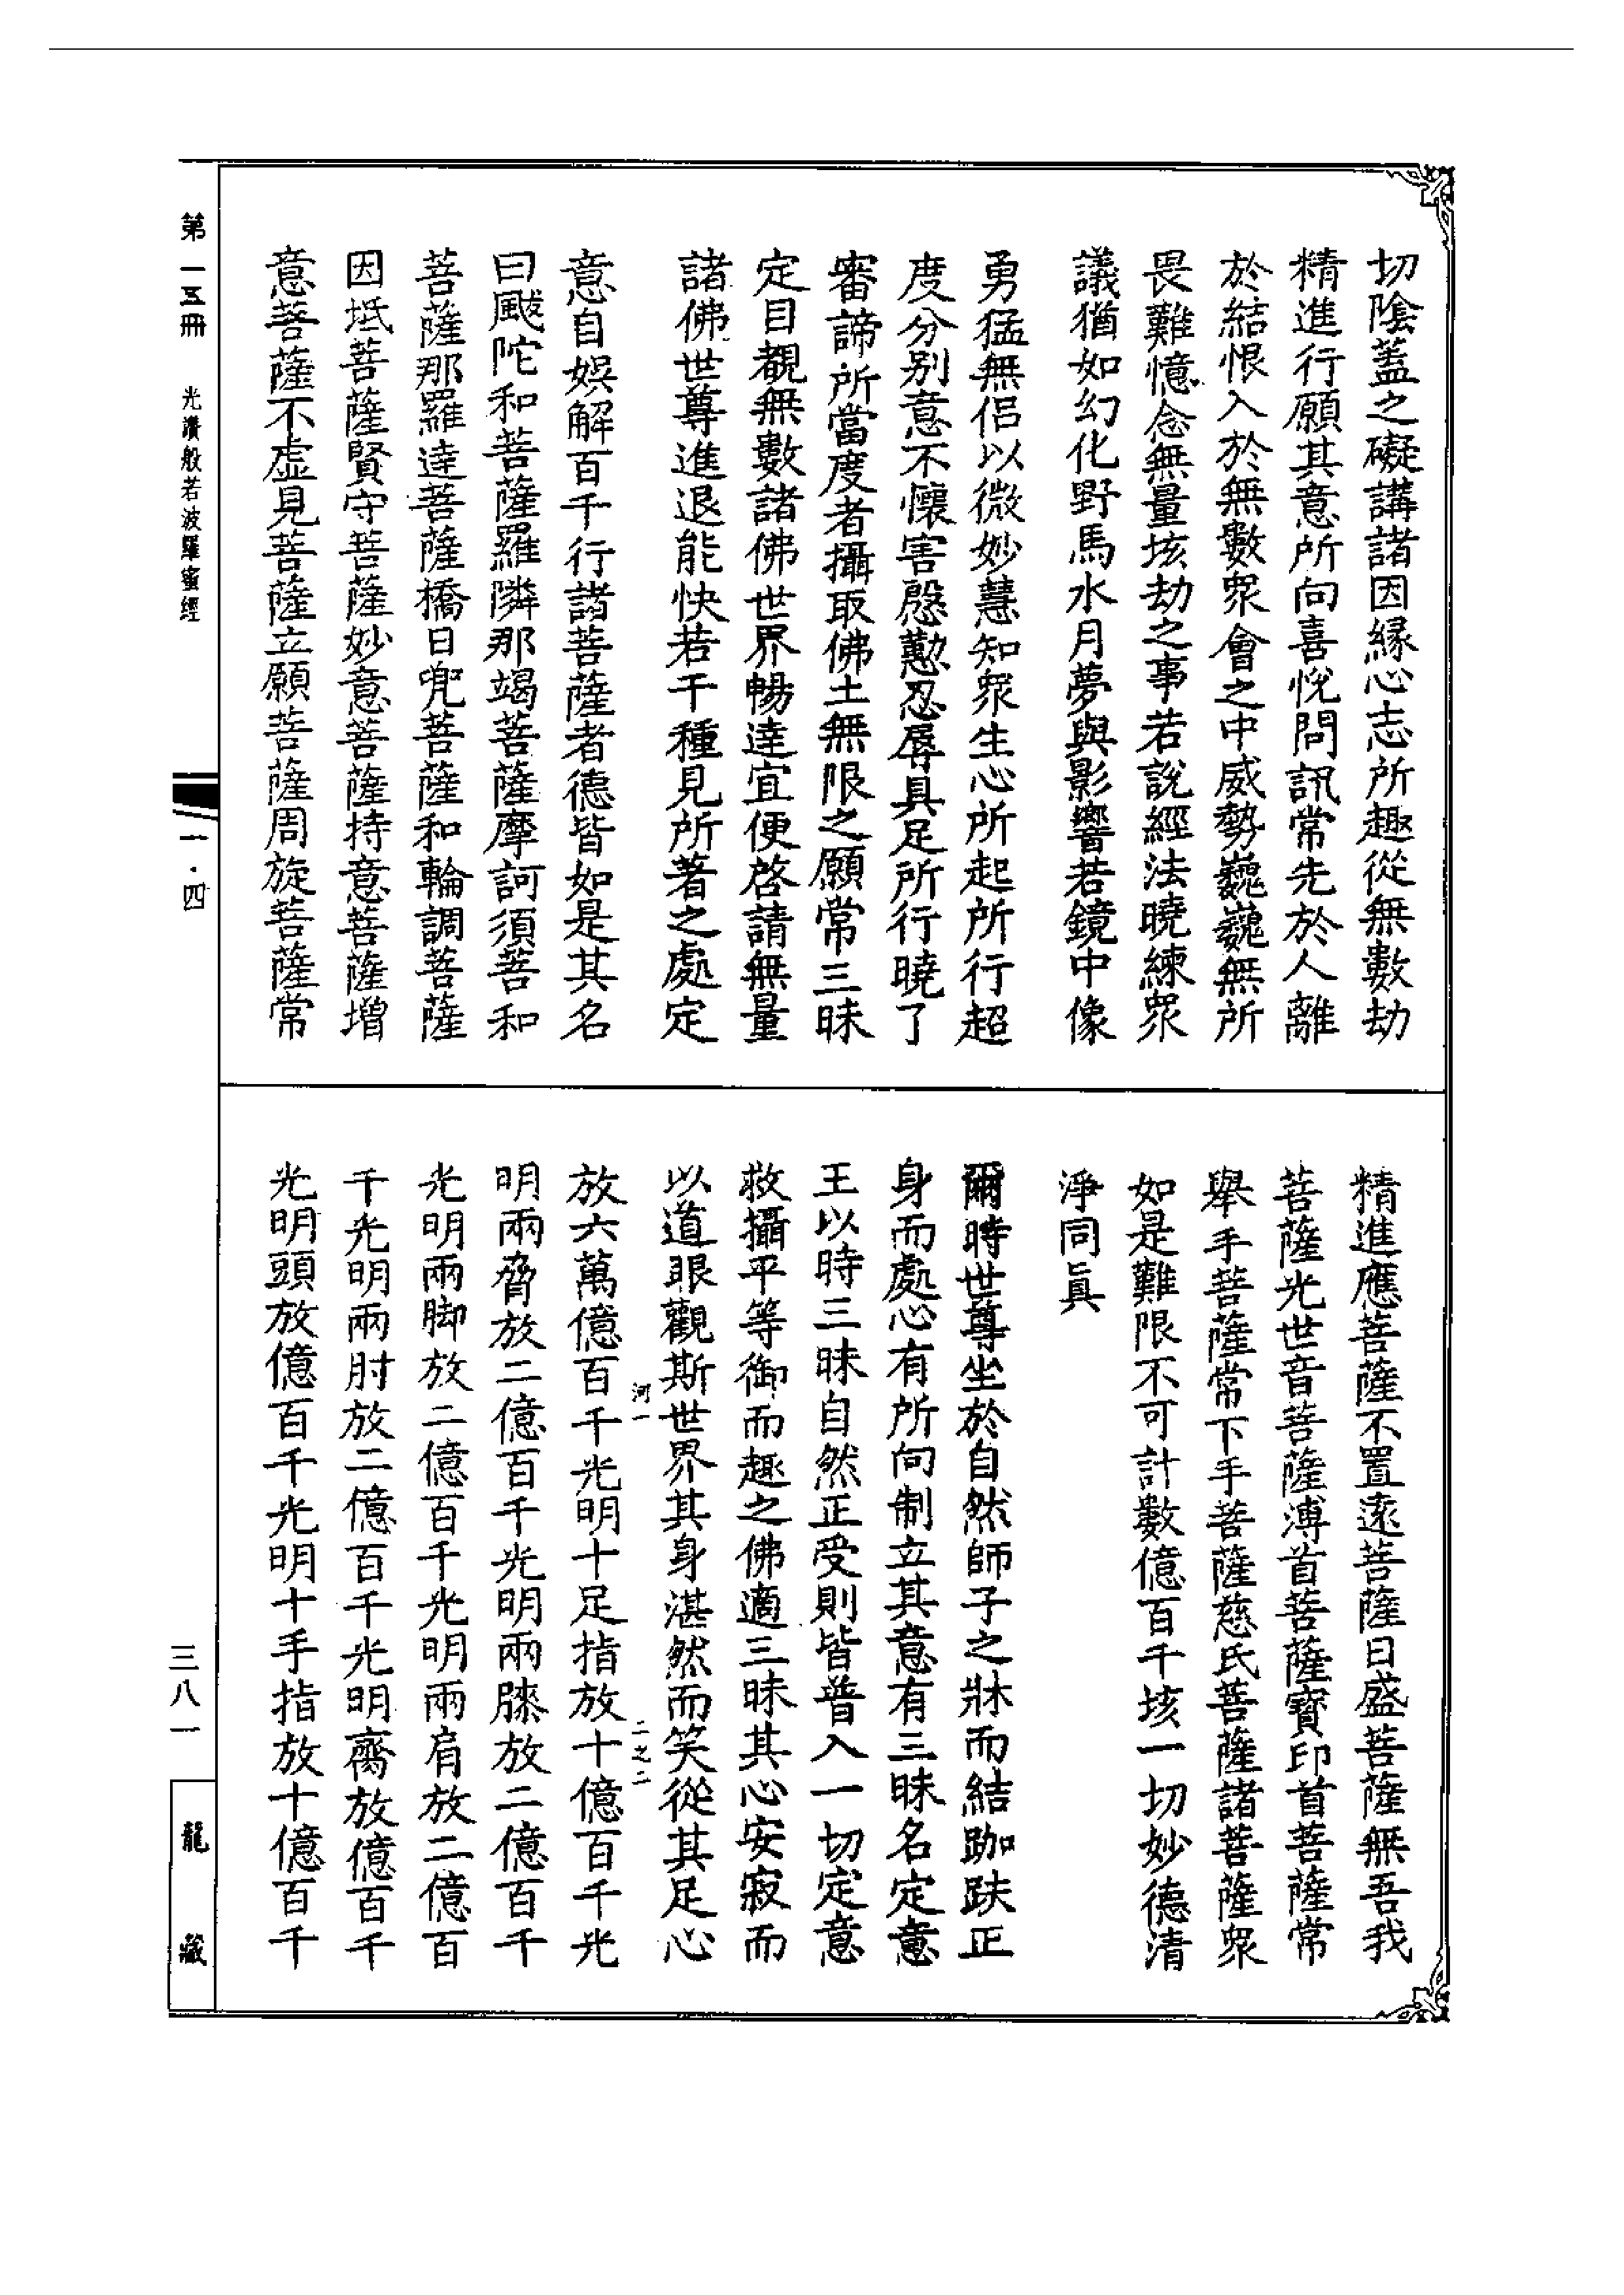 切陰蓋之礙講諸因緣心志所趣從無數劫
精進行願其意所向喜悅問訊常先於人離
於結恨入於無數眾會之中威勢巍巍無所
畏難憶念無量垓劫之事若說經法曉練眾
議猶如幻化野馬水月夢與影響若鏡中像
勇猛無侶以微妙慧知眾生心所起所行超
度分別意不懷害慇懃忍辱具足所行曉了
審諦所當度者攝取佛土無限之願常三昧
定目覩無數諸佛世界暢達宜便啓請無量
諸佛世尊進退能快若干種見所著之處定
意自娛解百千行諸菩薩者德皆如是其名
曰颰陀和菩薩羅隣那竭菩薩摩訶須菩和
菩薩那羅達菩薩橋日兜菩薩和輪調菩薩
因坻菩薩賢守菩薩妙意菩薩持意菩薩增
意菩薩不虛見菩薩立願菩薩周旋菩薩常
精進應菩薩不置遠菩薩日盛菩薩無吾我
菩薩光世音菩薩溥首菩薩寶印首菩薩常
舉手菩薩常下手菩薩慈氏菩薩諸菩薩眾
如是難限不可計數億百千垓一切妙德清
淨同眞
爾時世尊坐於自然師子之牀而結跏趺正
身而處心有所向制立其意有三昧名定意
王以時三昧自然正受則皆普入一切定意
救攝平等御而趣之佛適三昧其心安寂而
以道眼觀斯世界其身湛然而笑從其足心
河一
二之二
放六萬億百千光明十足指放十億百千光
明兩脅放二億百千光明兩膝放二億百千
光明兩脚放二億百千光明兩肩放二億百
千光明兩肘放二億百千光明臍放億百千
光明頭放億百千光明十手指放十億百千
第一五冊
光讚般若波羅蜜經
一·四
三八一
龍藏